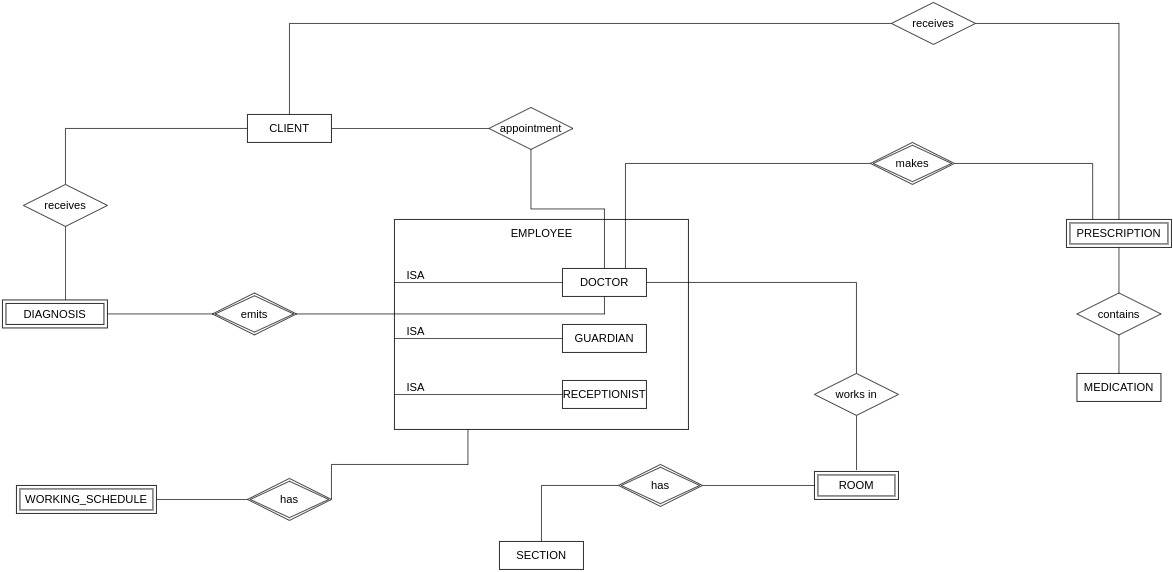 receives
CLIENT
appointment
makes
receives
EMPLOYEE
PRESCRIPTION
ISA
DOCTOR
DIAGNOSIS
emits
contains
ISA
GUARDIAN
ISA
RECEPTIONIST
works in
MEDICATION
WORKING_SCHEDULE
has
has
ROOM
SECTION